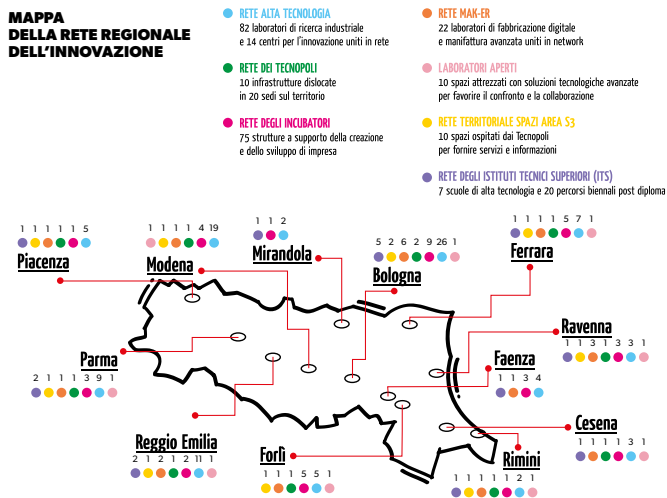 MAPPA
DELLA RETE REGIONALE
DELL'INNOVAZIONE
RETE ALTA TECNOLOGIA
82 laboratori di ricerca industriale
e 14 centri per l'innovazione uniti in rete
RETE DEI TECNOPOLI
10 infrastrutture dislocate
in 20 sedi sul territorio
RETE DEGLI INCUBATORI
75 strutture a supporto della creazione
e dello sviluppo di impresa
RETE MAK-ER
22 laboratori di fabbricazione digitale
e manifattura avanzata uniti in network
LABORATORI APERTI
10 spazi attrezzati con soluzioni tecnologiche avanzate
per favorire il confronto e la collaborazione
RETE TERRITORIALE SPAZI AREA S3
10 spazi ospitati dai Tecnopoli
per fornire servizi e informazioni
RETE DEGLI ISTITUTI TECNICI SUPERIORI (ITS)
7 scuole di alta tecnologia e 20 percorsi biennali post diploma
1 1 1 1 1 5
Piacenza
1 1 1 1 4 19
Modena
1 1 2
Mirandola
5 2 6 2 9 26 1
Bologna
1 1 1 1 5 7 1
Ferrara
Ravenna
1 1 3 1 3 3 1
Parma
2 1 1 1 3 9 1
Faenza
1 1 3 4
Reggio Emilia
2 1 2 1 2 11 1
Forlì
1 1 1 5 5 1
Cesena
1 1 1 1 3 1
Rimini
1 1 1 1 1 2 1